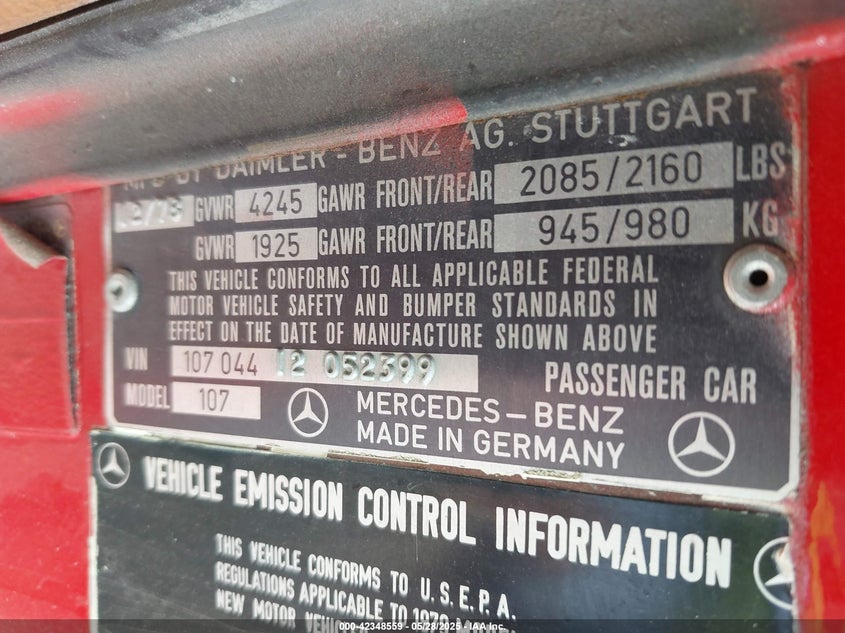 MFG BY DAIMLER - BENZ AG. STUTTGART
GVWR 4245 GAWR FRONT/REAR 2085/2160 LBS
GVWR 1925 GAWR FRONT/REAR 945/980 KG
THIS VEHICLE CONFORMS TO ALL APPLICABLE FEDERAL
MOTOR VEHICLE SAFETY AND BUMPER STANDARDS IN
EFFECT ON THE DATE OF MANUFACTURE SHOWN ABOVE
VIN 107 044 12 052399 PASSENGER CAR
MODEL 107 MERCEDES-BENZ
MADE IN GERMANY
VEHICLE EMISSION CONTROL INFORMATION
THIS VEHICLE CONFORMS TO U.S.E.P.A.
REGULATIONS APPLICABLE TO 1979
NEW MOTOR
000-42348559 - 05/28/2025 - IAA Inc.